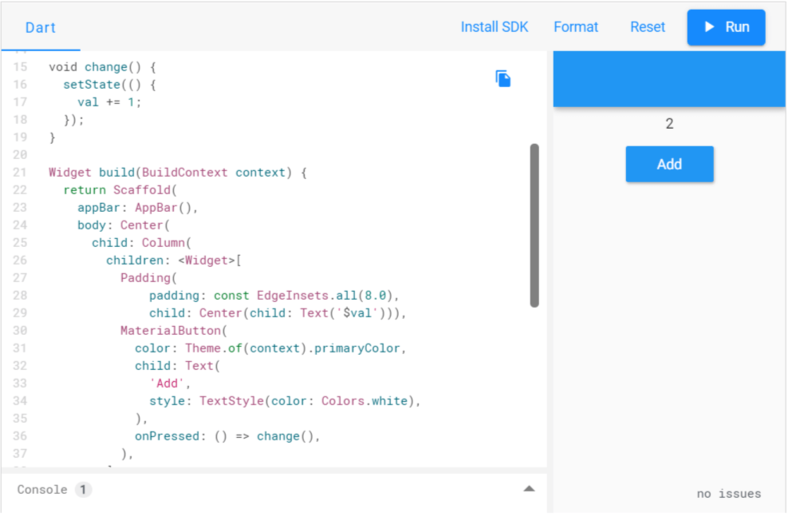 Dart
Install SDK
Format
Reset
Run
15 void change() {
16   setState(() {
17     val += 1;
18   });
19 }
20
21 Widget build(BuildContext context) {
22   return Scaffold(
23     appBar: AppBar(),
24     body: Center(
25       child: Column(
26         children: <Widget>[
27           Padding(
28               padding: const EdgeInsets.all(8.0),
29               child: Center(child: Text('$val'))),
30           MaterialButton(
31             color: Theme.of(context).primaryColor,
32             child: Text(
33               'Add',
34               style: TextStyle(color: Colors.white),
35             ),
36             onPressed: () => change(),
37           ),
2
Add
Console 1
no issues